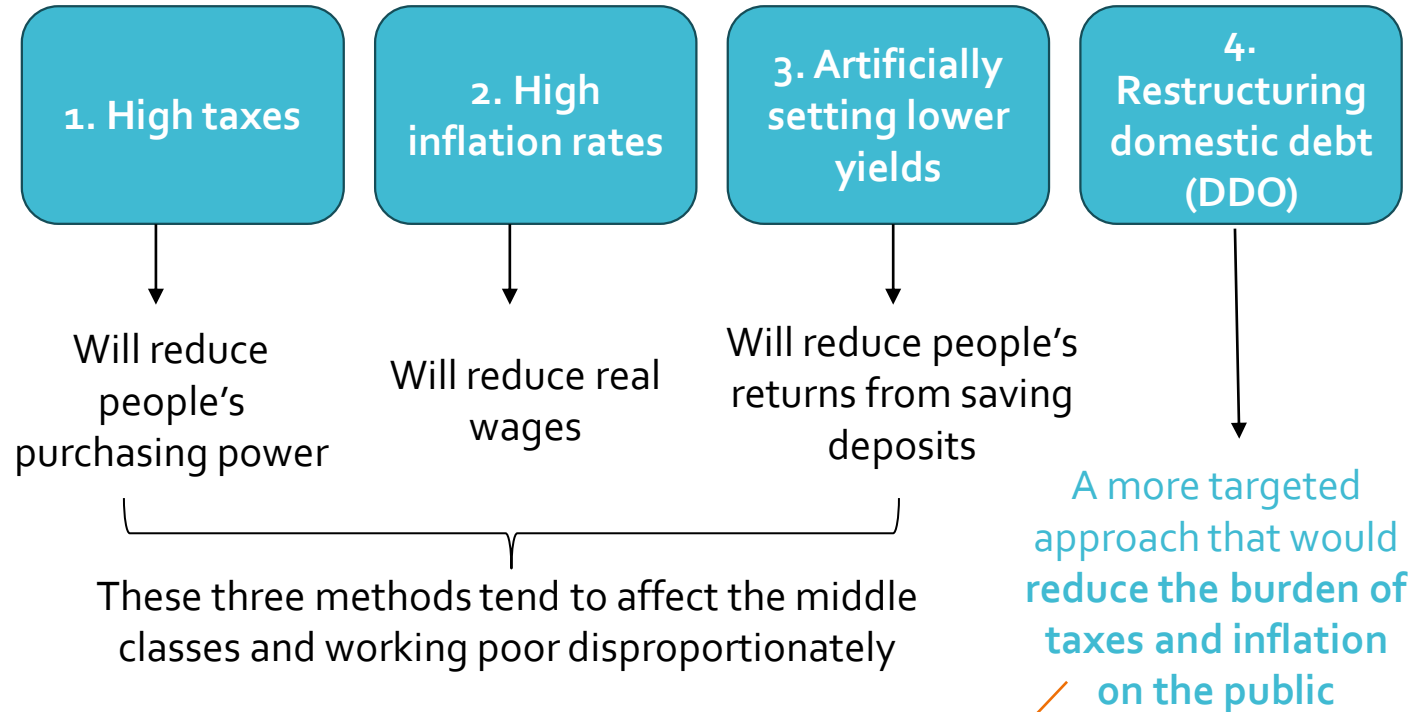 1. High taxes
2. High
inflation rates
3. Artificially
setting lower
yields
4.
Restructuring
domestic debt
(DDO)
Will reduce
people’s
purchasing power
Will reduce real
wages
Will reduce people’s
returns from saving
deposits
These three methods tend to affect the middle
classes and working poor disproportionately
A more targeted
approach that would
reduce the burden of
taxes and inflation
on the public